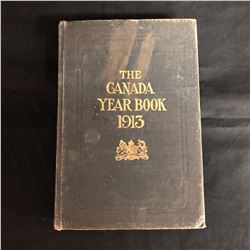 THE
CANADA
YEAR BOOK
1913